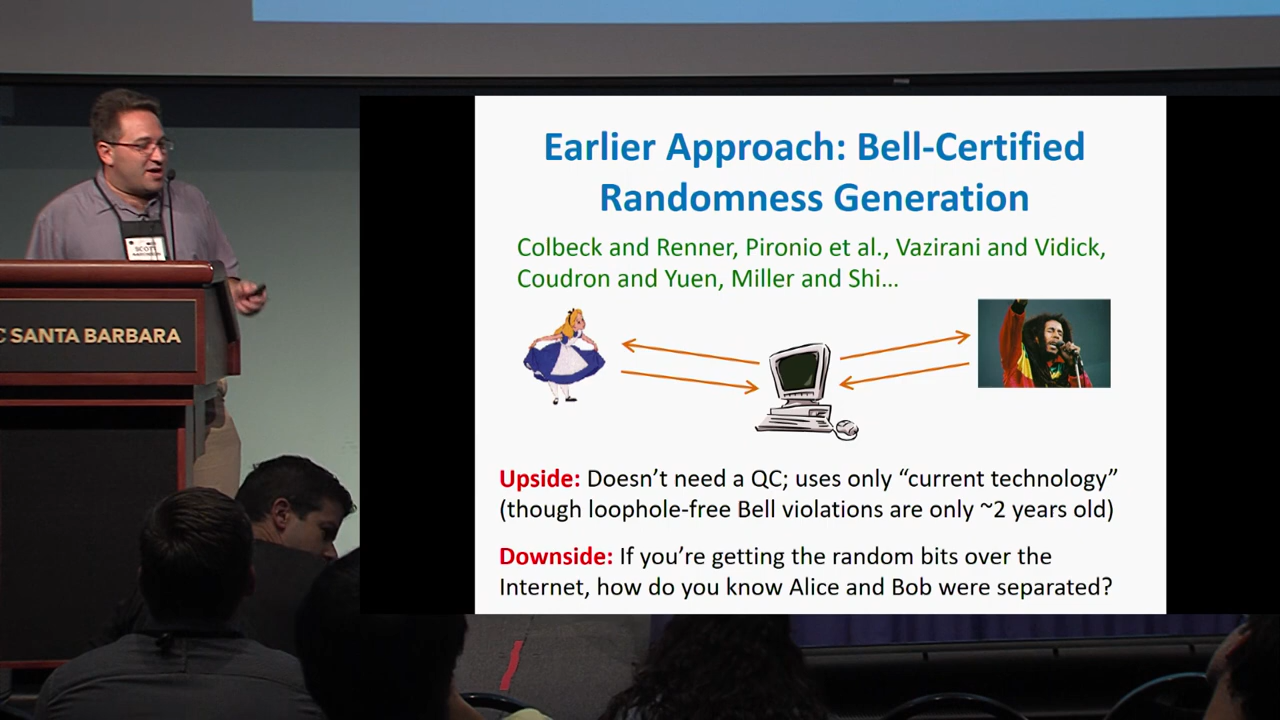 Earlier Approach: Bell-Certified
Randomness Generation
Colbeck and Renner, Pironio et al., Vazirani and Vidick,
Coudron and Yuen, Miller and Shi…
Upside: Doesn't need a QC; uses only “current technology”
(though loophole-free Bell violations are only ~2 years old)
Downside: If you're getting the random bits over the
Internet, how do you know Alice and Bob were separated?
SCOTT
C SANTA BARBARA